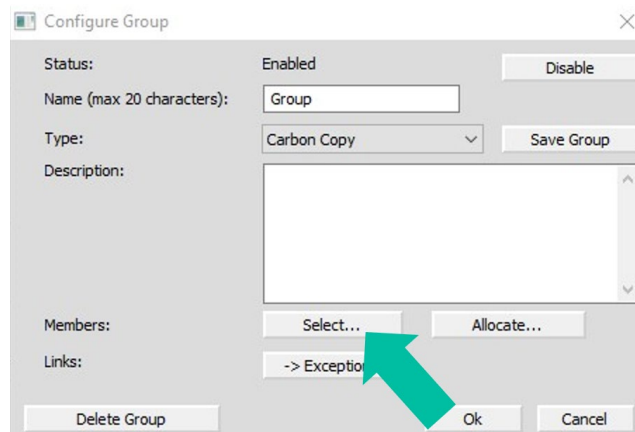 Configure Group
Status: Enabled Disable
Name (max 20 characters): Group
Type: Carbon Copy Save Group
Description:
Members: Select... Allocate...
Links: -> Exception
Delete Group Ok Cancel